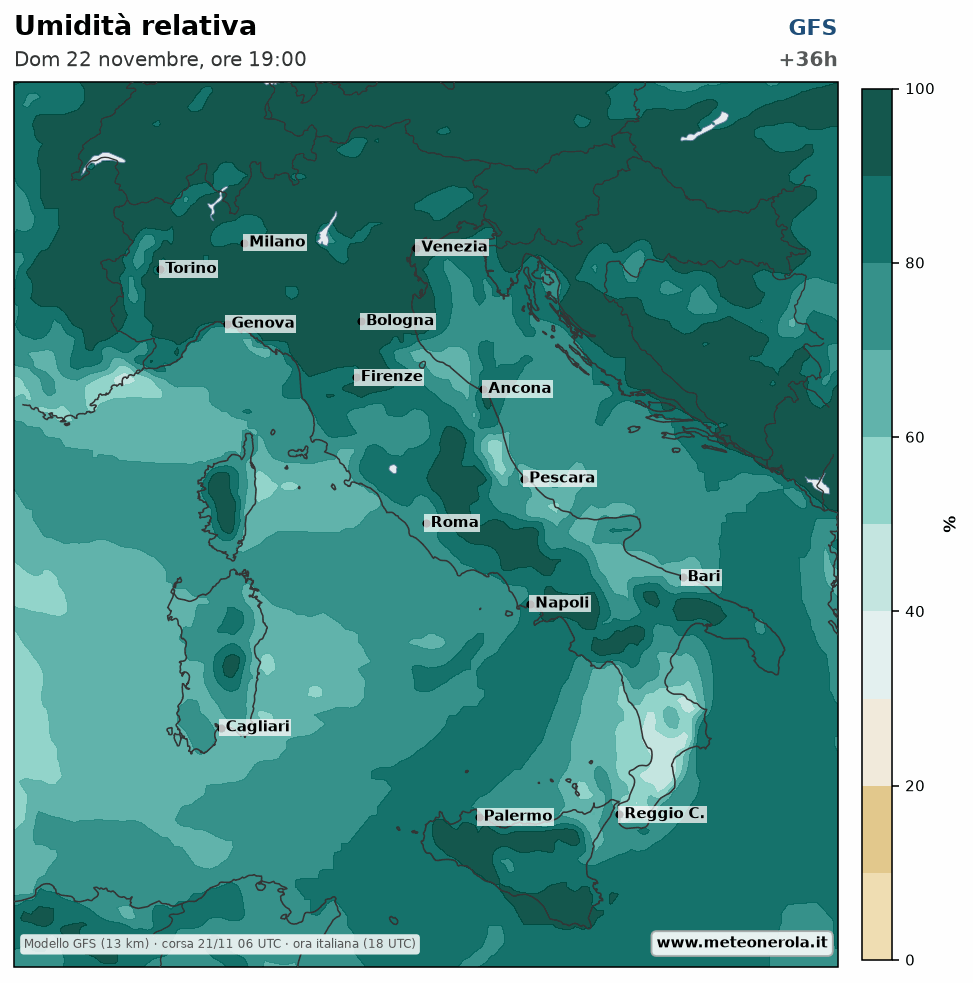 Umidità relativa
GFS
Dom 22 novembre, ore 19:00
+36h
100
80
60
40
20
0
%
Milano
Venezia
Torino
Genova
Bologna
Firenze
Ancona
Pescara
Roma
Bari
Napoli
Cagliari
Palermo
Reggio C.
Modello GFS (13 km) · corsa 21/11 06 UTC · ora italiana (18 UTC)
www.meteonerola.it